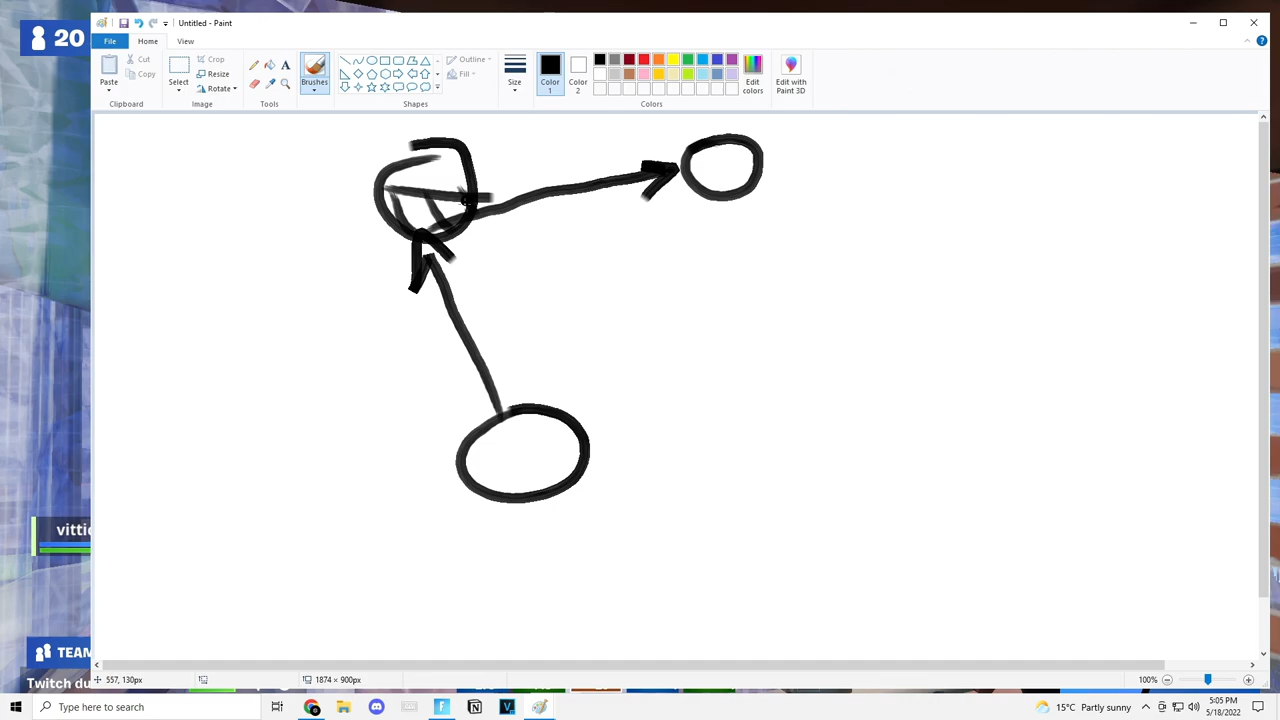 20
Untitled - Paint
File Home View
Paste
Cut
Copy
Clipboard
Select
Crop
Resize
Rotate
Image
A
Tools
Brushes
Shapes
Outline
Fill
Size
Color 1
Color 2
Edit colors
Colors
Edit with Paint 3D
vitti
TEAM
Twitch du
557, 130px
1874 × 900px
100%
Type here to search
15°C Partly sunny
5:05 PM
5/18/2022